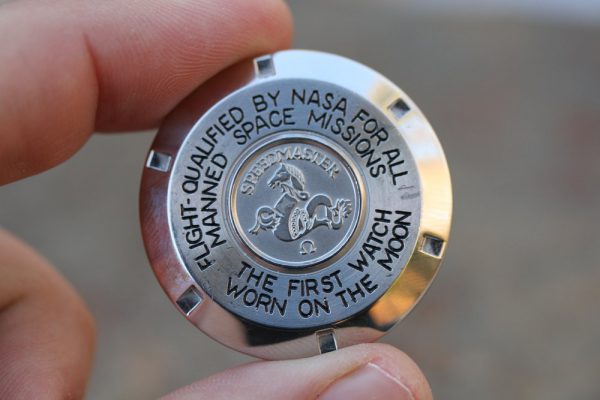 FLIGHT-QUALIFIED BY NASA FOR ALL
MANNED SPACE MISSIONS
SPEEDMASTER
Ω
THE FIRST WATCH
WORN ON THE MOON